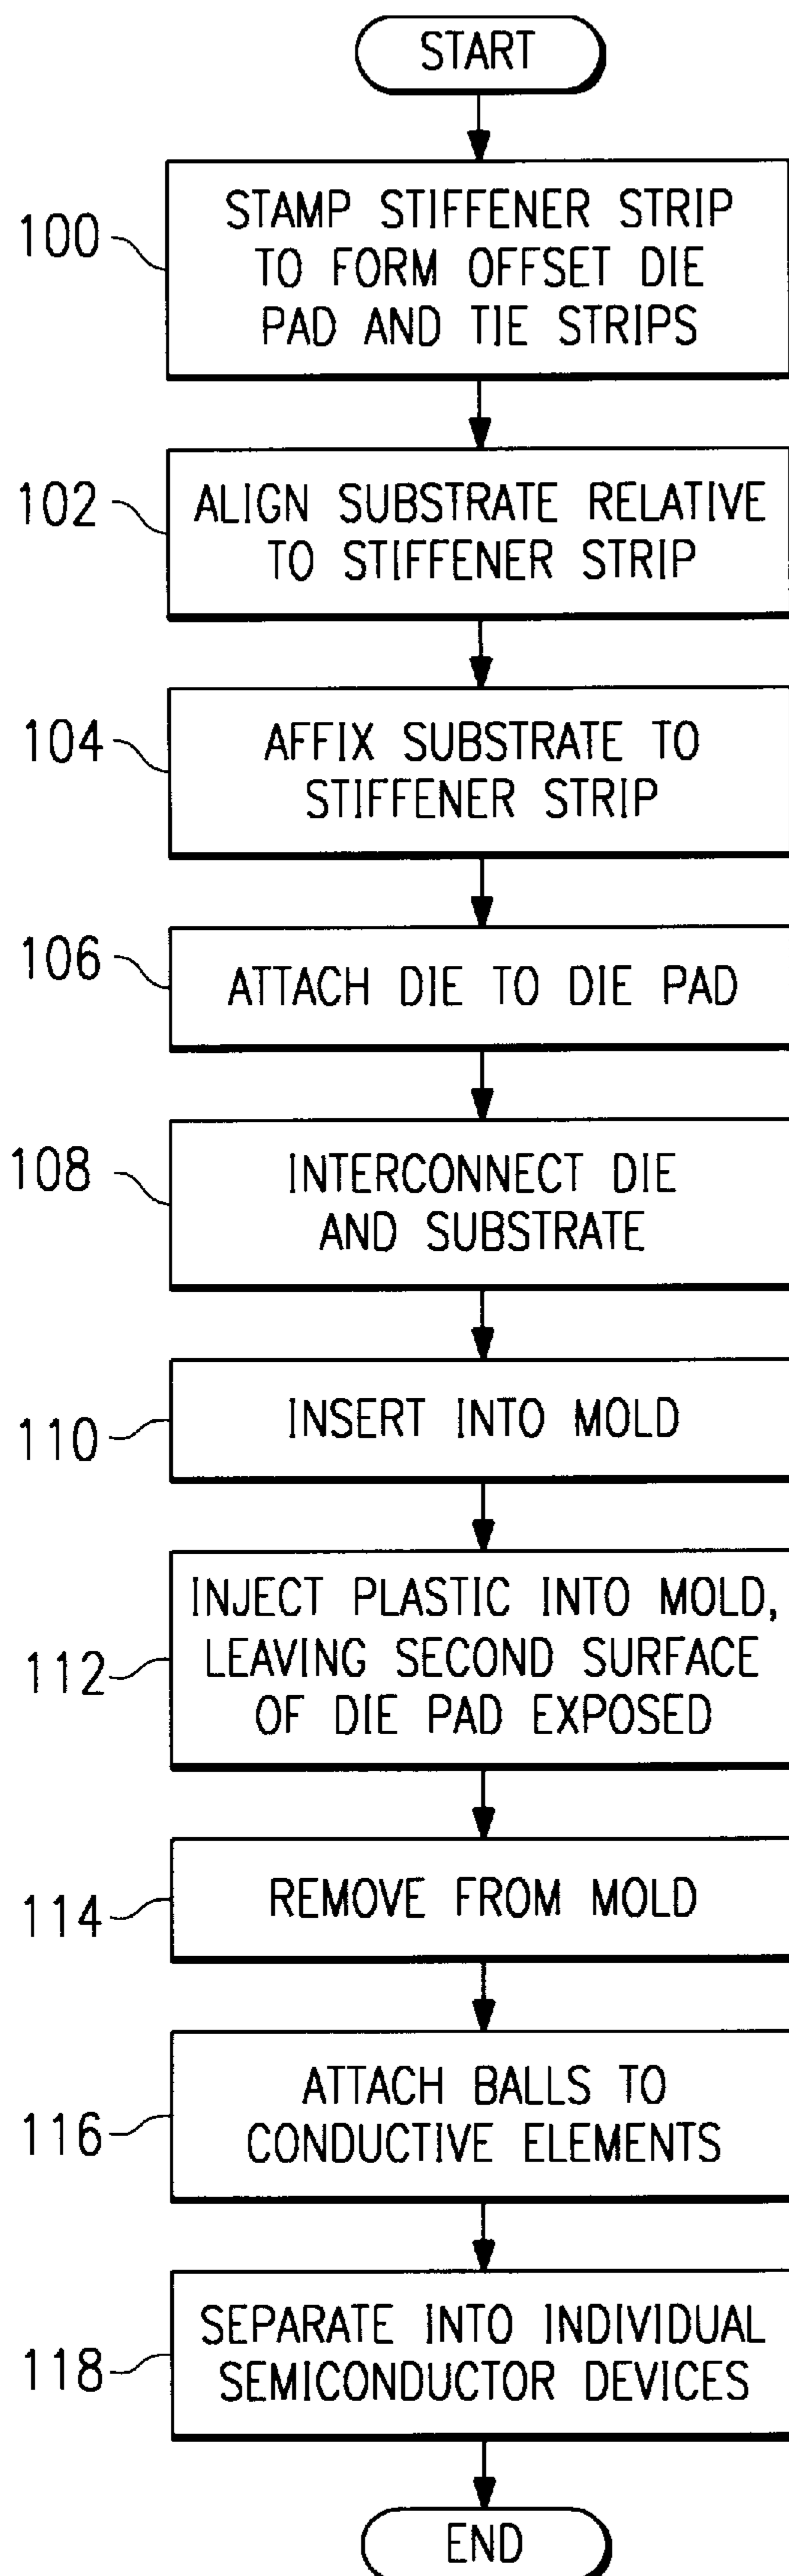 START
100
STAMP STIFFENER STRIP
TO FORM OFFSET DIE
PAD AND TIE STRIPS
102
ALIGN SUBSTRATE RELATIVE
TO STIFFENER STRIP
104
AFFIX SUBSTRATE TO
STIFFENER STRIP
106
ATTACH DIE TO DIE PAD
108
INTERCONNECT DIE
AND SUBSTRATE
110
INSERT INTO MOLD
112
INJECT PLASTIC INTO MOLD,
LEAVING SECOND SURFACE
OF DIE PAD EXPOSED
114
REMOVE FROM MOLD
116
ATTACH BALLS TO
CONDUCTIVE ELEMENTS
118
SEPARATE INTO INDIVIDUAL
SEMICONDUCTOR DEVICES
END